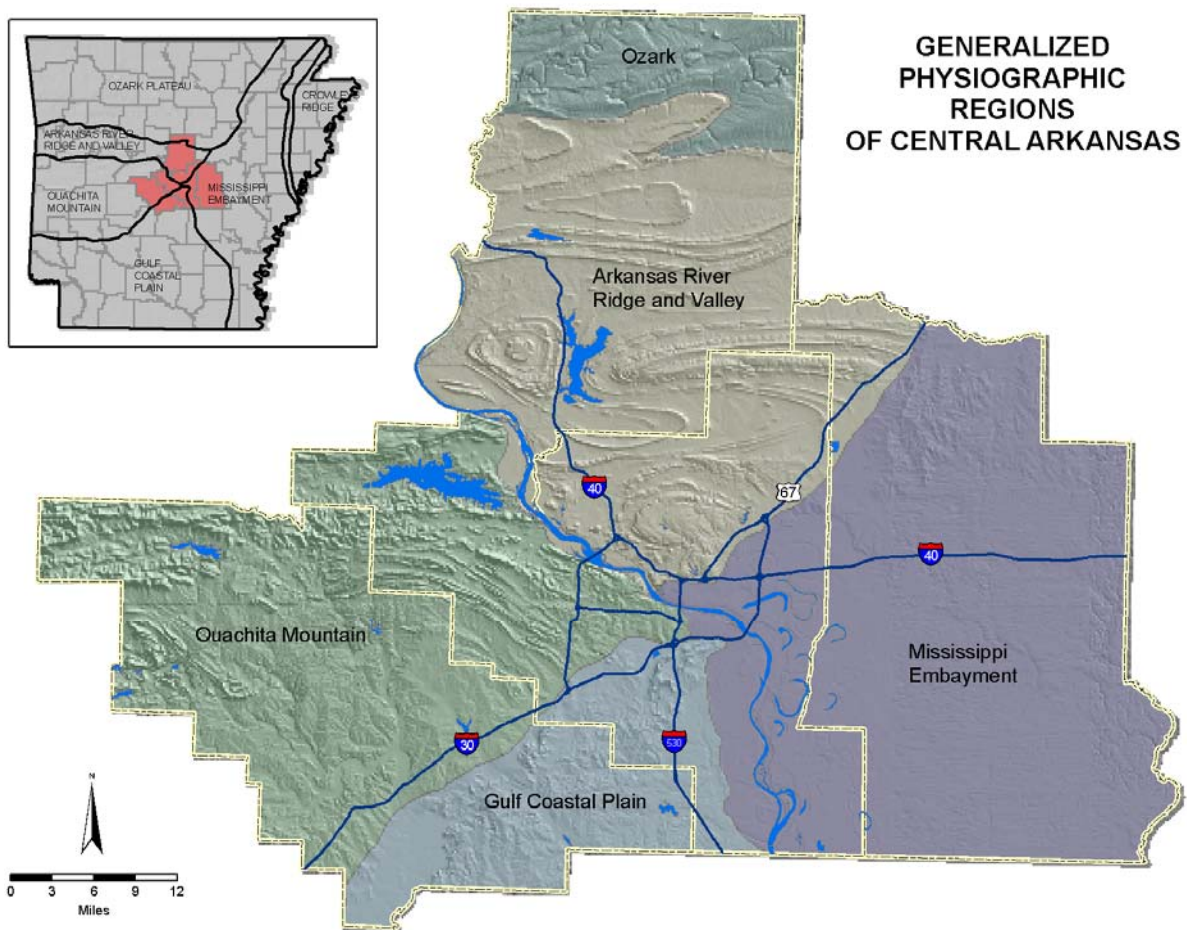 GENERALIZED
PHYSIOGRAPHIC
REGIONS
OF CENTRAL ARKANSAS
OZARK PLATEAU
CROWLEY
RIDGE
ARKANSAS RIVER
RIDGE AND VALLEY
OUACHITA
MOUNTAIN
MISSISSIPPI
EMBAYMENT
GULF
COASTAL
PLAIN
Ozark
Arkansas River
Ridge and Valley
40
67
40
Ouachita Mountain
Mississippi
Embayment
30
530
Gulf Coastal Plain
N
0 3 6 9 12
Miles